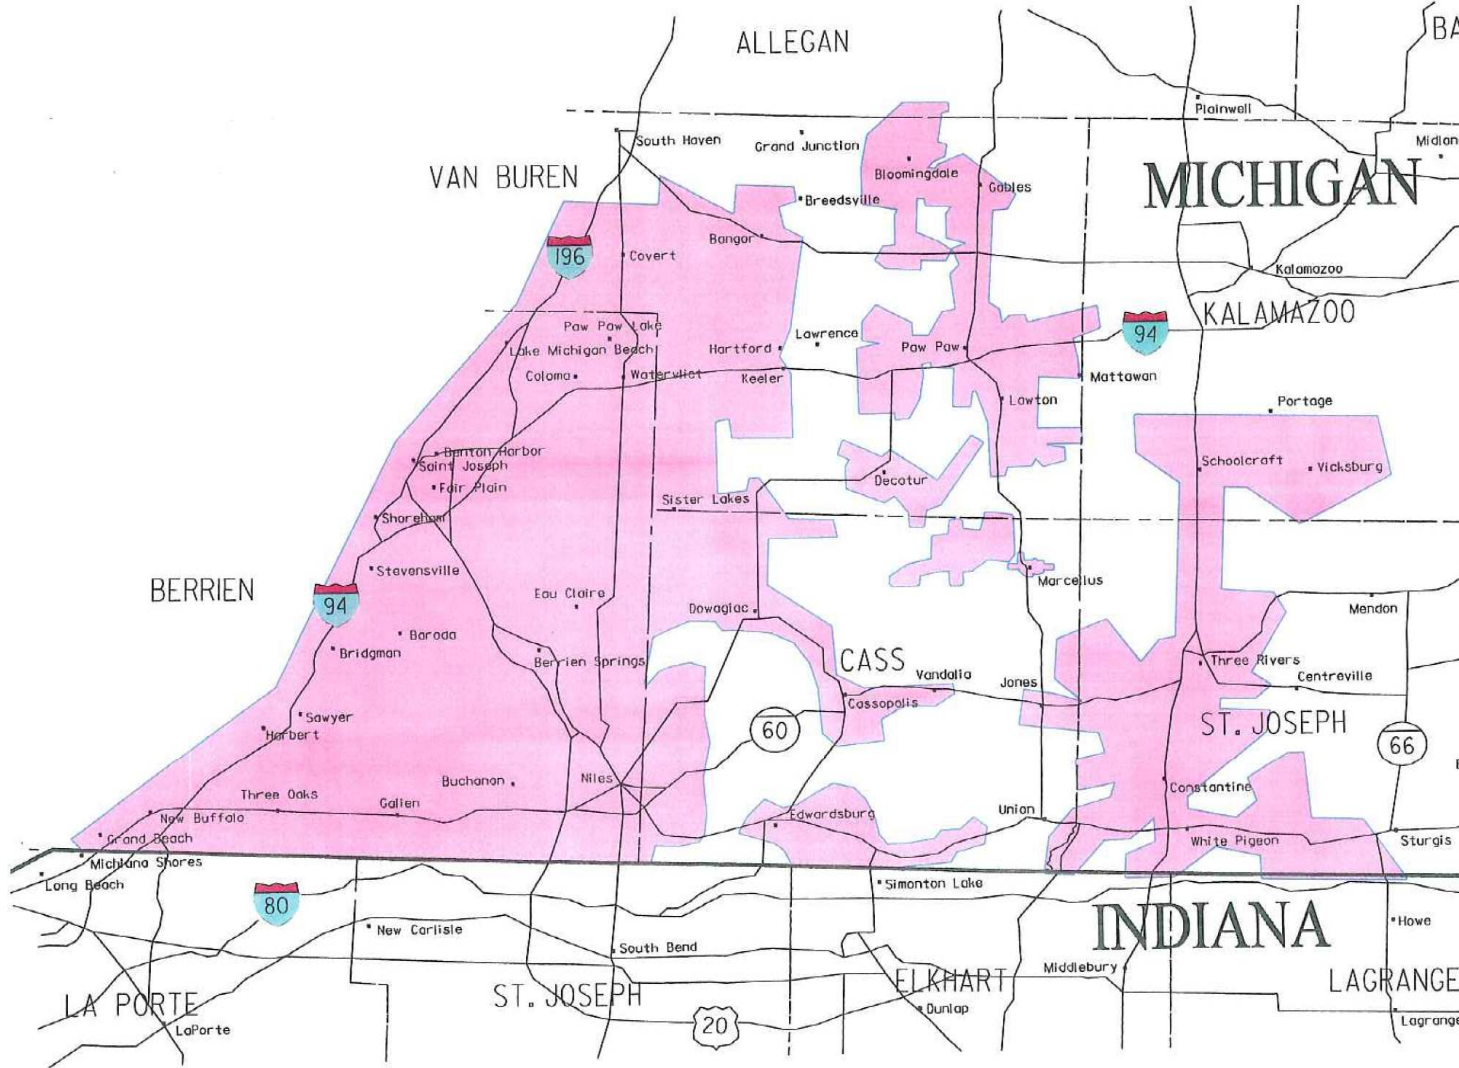 ALLEGAN
BA
Plainwell
South Haven
Grand Junction
Midlan
VAN BUREN
Bloomingdale
Gobles
MICHIGAN
Breedsville
Bangor
196
Covert
Kalamazoo
KALAMAZOO
Paw Paw Lake
Lawrence
94
Lake Michigan Beach
Hartford
Paw Paw
Coloma
Watervliet
Keeler
Mattawan
Lawton
Portage
Benton Harbor
Saint Joseph
Schoolcraft
Vicksburg
Fair Plain
Decatur
Sister Lakes
Shoreham
Stevensville
Marcellus
BERRIEN
94
Eau Claire
Dowagiac
Mendon
Baroda
Bridgman
Berrien Springs
CASS
Three Rivers
Vandalia
Jones
Centreville
Cassopolis
Sawyer
Harbert
60
ST. JOSEPH
66
Buchanan
Niles
Constantine
Three Oaks
Galien
Union
New Buffalo
Edwardsburg
Grand Beach
White Pigeon
Sturgis
Michiana Shores
Long Beach
Simonton Lake
80
New Carlisle
INDIANA
Howe
South Bend
Middlebury
LA PORTE
ST. JOSEPH
ELKHART
LAGRANGE
Dunlap
LaPorte
20
Lagrange